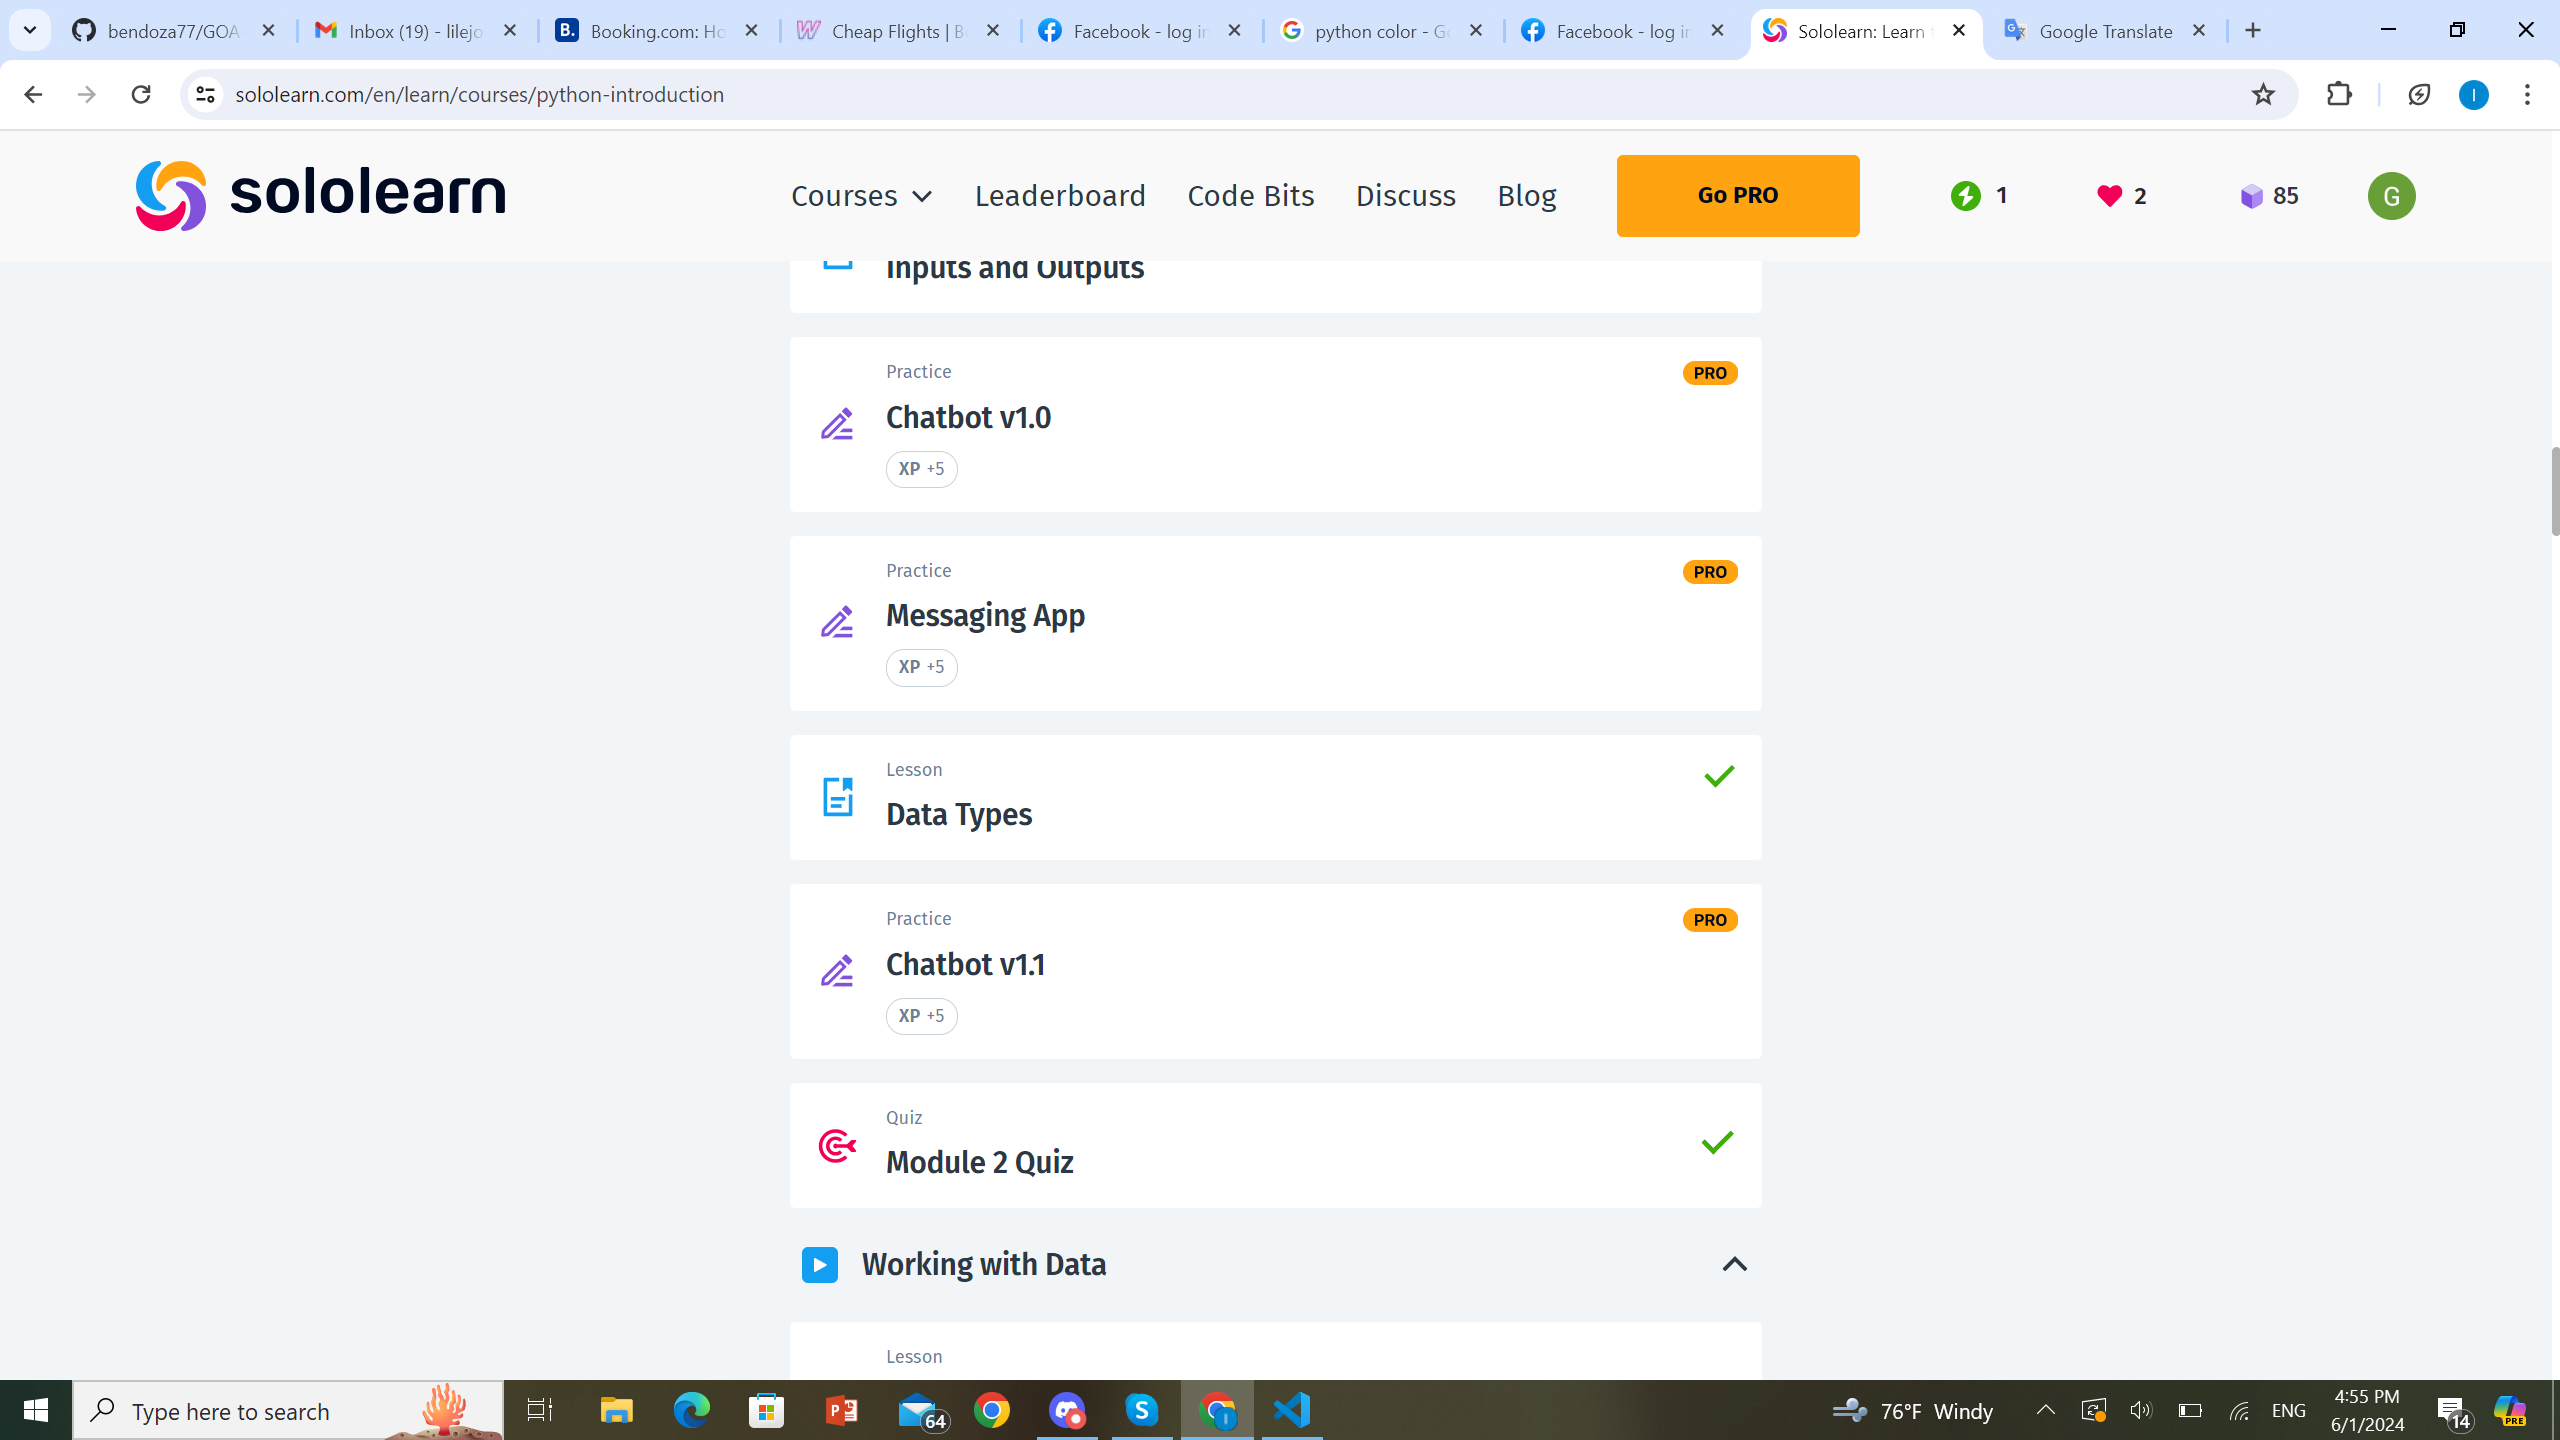 bendoza77/GOA
Inbox (19) - lilejo
Booking.com: Ho
Cheap Flights | Bo
Facebook - log in
python color - Go
Facebook - log in
Sololearn: Learn
Google Translate
sololearn.com/en/learn/courses/python-introduction
I
sololearn
Courses
Leaderboard
Code Bits
Discuss
Blog
Go PRO
1
2
85
G
Inputs and Outputs
Practice
PRO
Chatbot v1.0
XP +5
Practice
PRO
Messaging App
XP +5
Lesson
Data Types
Practice
PRO
Chatbot v1.1
XP +5
Quiz
Module 2 Quiz
Working with Data
Lesson
Type here to search
64
76°F Windy
ENG
4:55 PM
6/1/2024
14
PRE